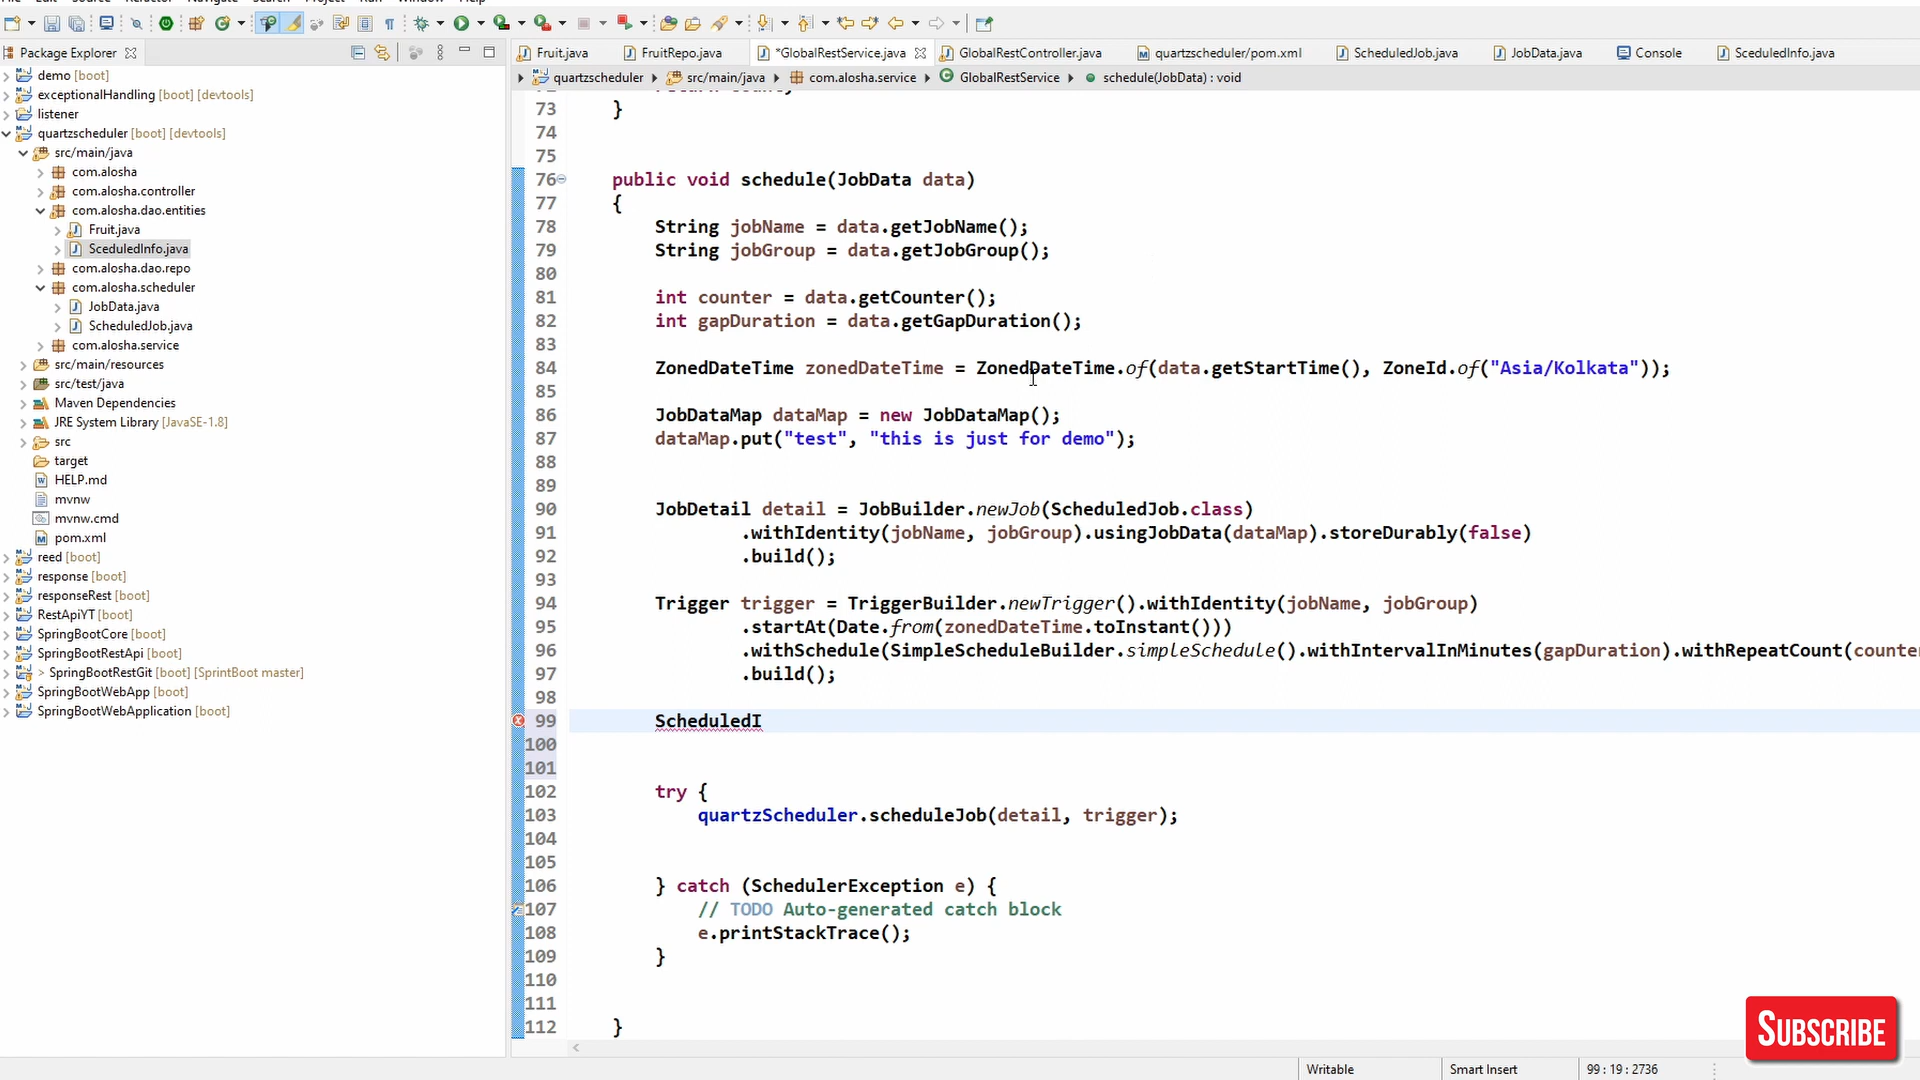 Package Explorer
demo [boot]
exceptionalHandling [boot] [devtools]
listener
quartzscheduler [boot] [devtools]
src/main/java
com.alosha
com.alosha.controller
com.alosha.dao.entities
Fruit.java
SceduledInfo.java
com.alosha.dao.repo
com.alosha.scheduler
JobData.java
ScheduledJob.java
com.alosha.service
src/main/resources
src/test/java
Maven Dependencies
JRE System Library [JavaSE-1.8]
src
target
HELP.md
mvnw
mvnw.cmd
pom.xml
reed [boot]
response [boot]
responseRest [boot]
RestApiYT [boot]
SpringBootCore [boot]
SpringBootRestApi [boot]
> SpringBootRestGit [boot] [SprintBoot master]
SpringBootWebApp [boot]
SpringBootWebApplication [boot]
Fruit.java FruitRepo.java *GlobalRestService.java GlobalRestController.java quartzscheduler/pom.xml ScheduledJob.java JobData.java Console SceduledInfo.java
quartzscheduler src/main/java com.alosha.service GlobalRestService schedule(JobData) : void
73 }
74
75
76 public void schedule(JobData data)
77 {
78 String jobName = data.getJobName();
79 String jobGroup = data.getJobGroup();
80
81 int counter = data.getCounter();
82 int gapDuration = data.getGapDuration();
83
84 ZonedDateTime zonedDateTime = ZonedDateTime.of(data.getStartTime(), ZoneId.of("Asia/Kolkata"));
85
86 JobDataMap dataMap = new JobDataMap();
87 dataMap.put("test", "this is just for demo");
88
89
90 JobDetail detail = JobBuilder.newJob(ScheduledJob.class)
91 .withIdentity(jobName, jobGroup).usingJobData(dataMap).storeDurably(false)
92 .build();
93
94 Trigger trigger = TriggerBuilder.newTrigger().withIdentity(jobName, jobGroup)
95 .startAt(Date.from(zonedDateTime.toInstant()))
96 .withSchedule(SimpleScheduleBuilder.simpleSchedule().withIntervalInMinutes(gapDuration).withRepeatCount(counte
97 .build();
98
99 ScheduledI
100
101
102 try {
103 quartzScheduler.scheduleJob(detail, trigger);
104
105
106 } catch (SchedulerException e) {
107 // TODO Auto-generated catch block
108 e.printStackTrace();
109 }
110
111
112 }
SUBSCRIBE
Writable Smart Insert 99 : 19 : 2736